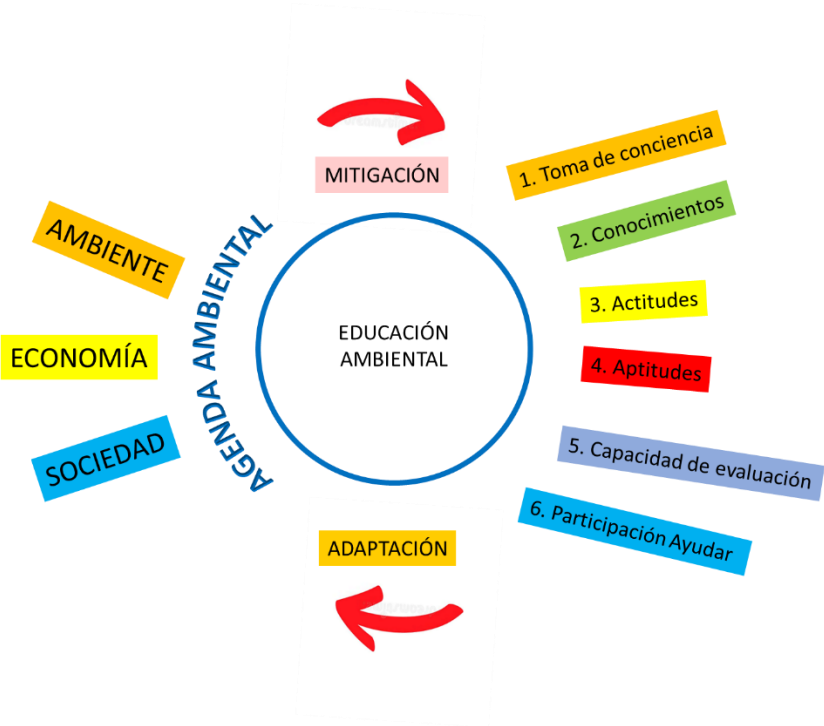 MITIGACIÓN
AMBIENTE
ECONOMÍA
SOCIEDAD
AGENDA AMBIENTAL
EDUCACIÓN
AMBIENTAL
1. Toma de conciencia
2. Conocimientos
3. Actitudes
4. Aptitudes
5. Capacidad de evaluación
6. Participación Ayudar
ADAPTACIÓN